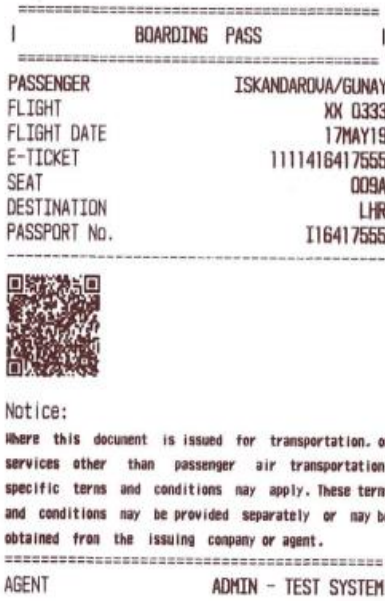 | BOARDING PASS |
PASSENGER ISKANDAROVA/GUNAY
FLIGHT XX 0333
FLIGHT DATE 17MAY19
E-TICKET 1111416417555
SEAT 009A
DESTINATION LHR
PASSPORT No. I16417555
Notice:
Where this document is issued for transportation. o
services other than passenger air transportation
specific terms and conditions may apply. These term
and conditions may be provided separately or may be
obtained from the issuing company or agent.
AGENT ADMIN - TEST SYSTEM